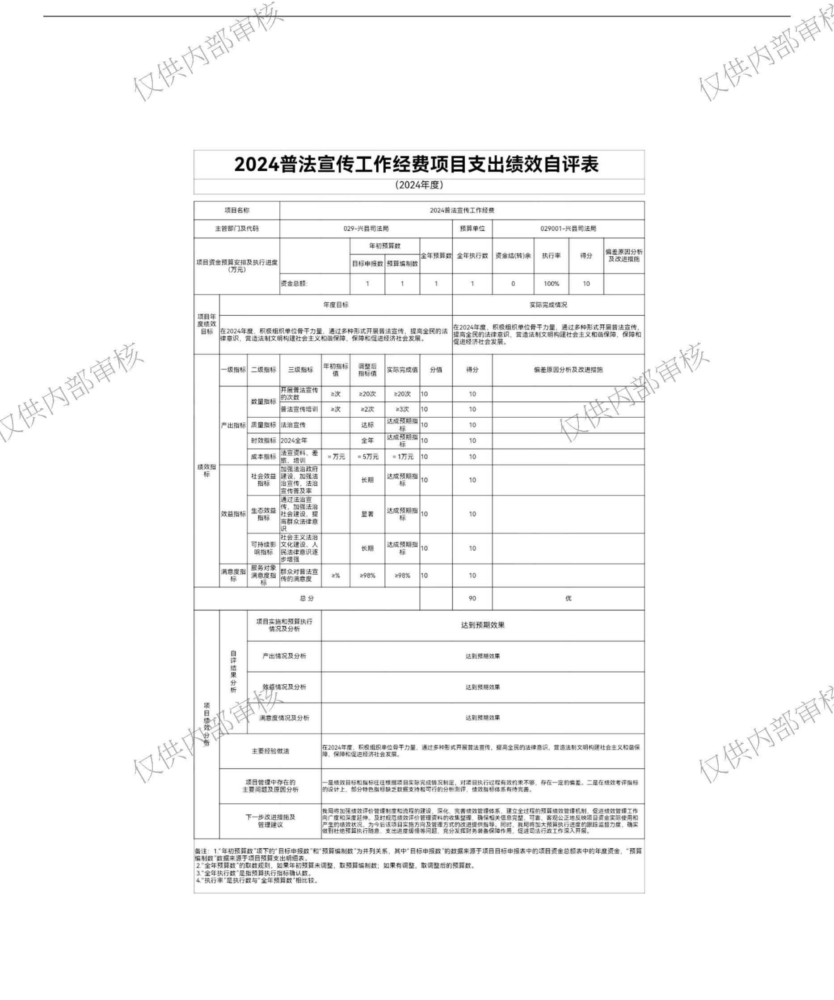 2024普法宣传工作经费项目支出绩效自评表
（2024年度）
项目名称
2024普法宣传工作经费
主管部门及代码
029-兴县司法局
预算单位
029001-兴县司法局
项目资金预算安排及执行进度
（万元）
年初预算数
目标申报数
预算编制数
全年预算数
全年执行数
资金结(转)余
执行率
得分
偏差原因分析
及改进措施
资金总额：
1
1
1
1
0
100%
10
项目年
度绩效
目标
年度目标
实际完成情况
在2024年度，积极组织单位骨干力量，通过多种形式开展普法宣传，提高全民的法
律意识，营造法制文明构建社会主义和谐保障，保障和促进经济社会发展。
在2024年度，积极组织单位骨干力量，通过多种形式开展普法宣传，
提高全民的法律意识，营造法制文明构建社会主义和谐保障，保障和
促进经济社会发展。
绩效指
标
一级指标
二级指标
三级指标
年初指标
值
调整后
指标值
实际完成值
分值
得分
偏差原因分析及改进措施
产出指标
数量指标
开展普法宣传
的次数
≥次
≥20次
≥20次
10
10
普法宣传培训
≥次
≥2次
≥3次
10
10
质量指标
法治宣传
达标
达成预期指
标
10
10
时效指标
2024全年
全年
达成预期指
标
10
10
成本指标
法宣资料、差
旅、培训
＝万元
＝5万元
＝1万元
10
10
效益指标
社会效益
指标
加强法治政府
建设，加强法
治宣传，法治
宣传普及率
长期
达成预期指
标
10
10
生态效益
指标
通过法治宣
传，加强法治
社会建设，提
高群众法律意
识
显著
达成预期指
标
10
10
可持续影
响指标
社会主义法治
文化建设、人
民法律意识逐
步增强
长期
达成预期指
标
10
10
满意度指
标
服务对象
满意度指
标
群众对普法宣
传的满意度
≥%
≥98%
≥98%
10
10
总 分
90
优
项目绩效分析
自评结果分析
项目实施和预算执行
情况及分析
达到预期效果
产出情况及分析
达到预期效果
效益情况及分析
达到预期效果
满意度情况及分析
达到预期效果
主要经验做法
在2024年度，积极组织单位骨干力量，通过多种形式开展普法宣传，提高全民的法律意识，营造法制文明构建社会主义和谐保
障，保障和促进经济社会发展。
项目管理中存在的
主要问题及原因分析
一是绩效目标和指标往往根据项目实际完成情况制定，对项目执行过程有效约束不够，存在一定的偏差。二是在绩效考评指标
的设计上，部分特色指标缺乏数据支持和可行的分析测评，绩效指标体系有待完善。
下一步改进措施及
管理建议
我局将加强绩效评价管理制度和流程的建设，深化、完善绩效管理体系，建立全过程的预算绩效管理机制，促进绩效管理工作
向广度和深度延伸。及时规范绩效评价管理资料的收集整理，确保相关信息完整、可靠，客观公正地反映项目资金实际使用和
产生的绩效状况，为今后该项目实施方向及管理方式的改进提供指导。同时，我局将加大预算执行进度的跟踪监督力度，确实
做到杜绝预算执行随意、支出进度缓慢等问题，充分发挥财务装备保障作用，促进司法行政工作深入开展。
备注：1.“年初预算数”项下的“目标申报数”和“预算编制数”为并列关系，其中“目标申报数”的数据来源于项目目标申报表中的项目资金总额表中的年度资金，“预算
编制数”数据来源于项目预算支出明细表。
2.“全年预算数”的取数规则，如果年初预算未调整，取预算编制数；如果有调整，取调整后的预算数。
3.“全年执行数”是指预算执行指标确认数。
4.“执行率”是执行数与“全年预算数”相比较。
仅供内部审核
仅供内部审核
仅供内部审核
仅供内部审核
仅供内部审核
仅供内部审核